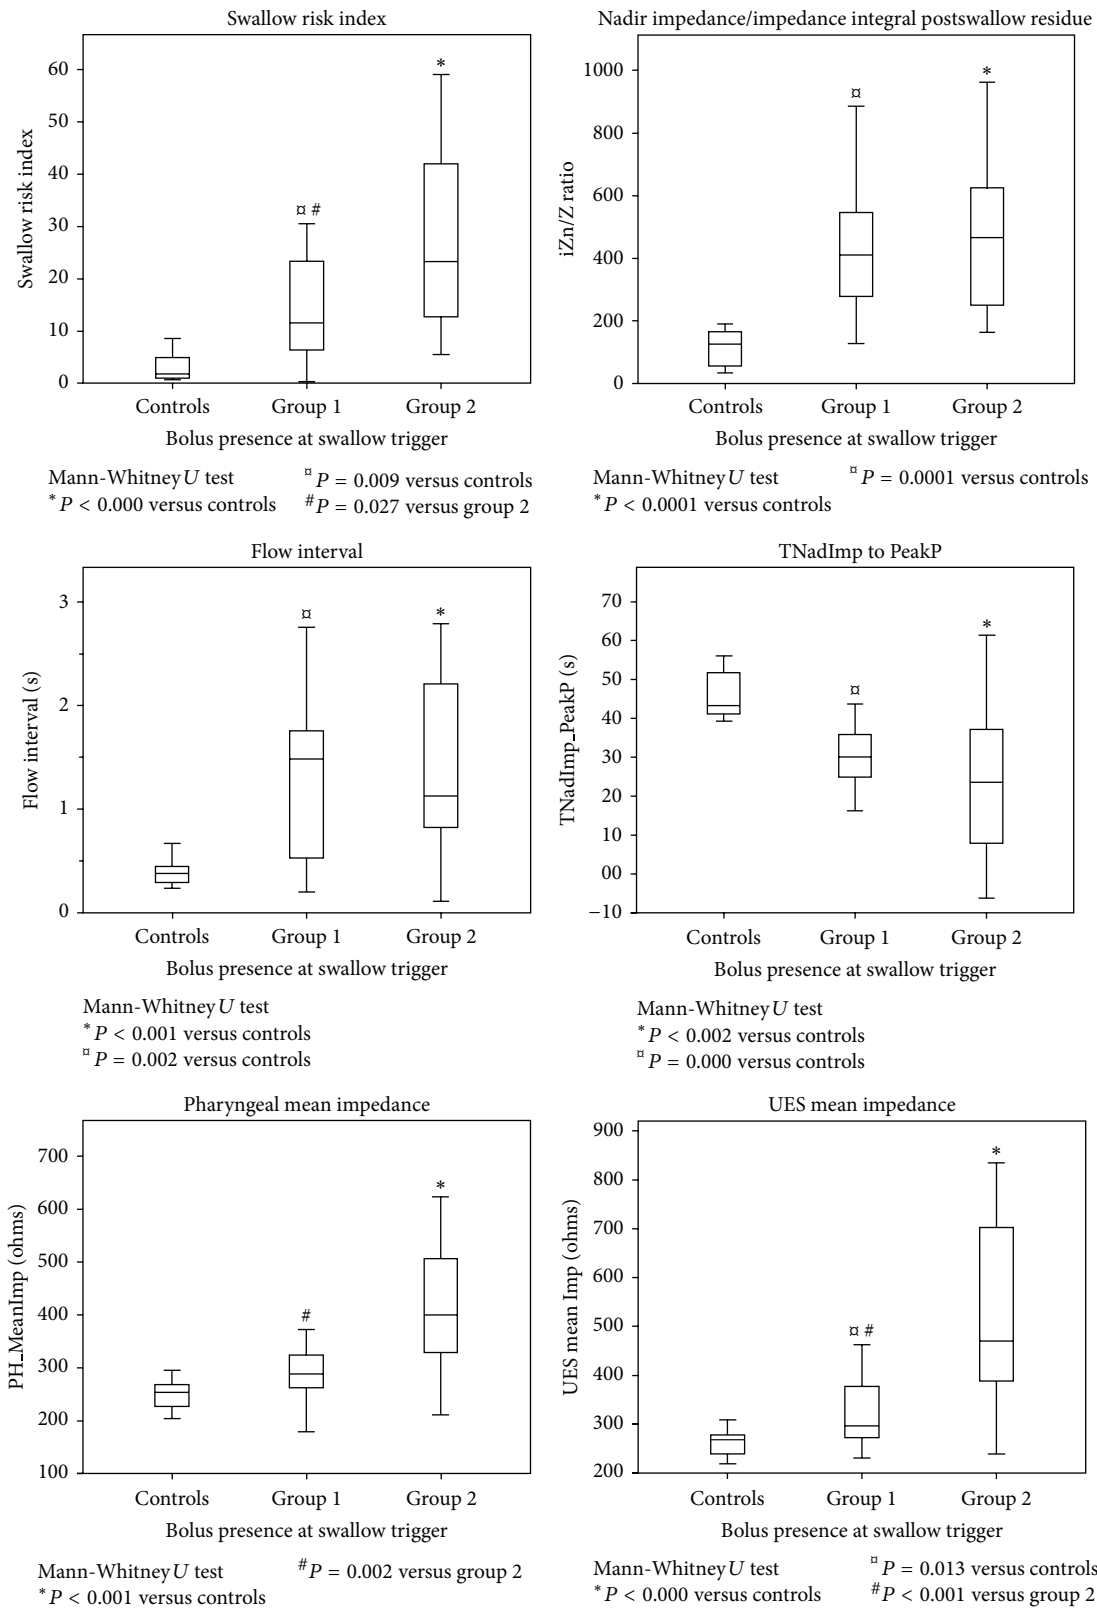 Swallow risk index
Swallow risk index
60
50
40
30
20
10
0
*
¤ #
Controls Group 1 Group 2
Bolus presence at swallow trigger
Mann-Whitney U test
* P < 0.000 versus controls
¤ P = 0.009 versus controls
# P = 0.027 versus group 2
Nadir impedance/impedance integral postswallow residue
iZn/Z ratio
1000
800
600
400
200
0
¤
*
Controls Group 1 Group 2
Bolus presence at swallow trigger
Mann-Whitney U test
* P < 0.0001 versus controls
¤ P = 0.0001 versus controls
Flow interval
Flow interval (s)
3
2
1
0
¤
*
Controls Group 1 Group 2
Bolus presence at swallow trigger
Mann-Whitney U test
* P < 0.001 versus controls
¤ P = 0.002 versus controls
TNadImp to PeakP
TNadImp_PeakP (s)
70
60
50
40
30
20
10
00
−10
¤
*
Controls Group 1 Group 2
Bolus presence at swallow trigger
Mann-Whitney U test
* P < 0.002 versus controls
¤ P = 0.000 versus controls
Pharyngeal mean impedance
PH_MeanImp (ohms)
700
600
500
400
300
200
100
#
*
Controls Group 1 Group 2
Bolus presence at swallow trigger
Mann-Whitney U test
* P < 0.001 versus controls
# P = 0.002 versus group 2
UES mean impedance
UES mean Imp (ohms)
900
800
700
600
500
400
300
200
¤ #
*
Controls Group 1 Group 2
Bolus presence at swallow trigger
Mann-Whitney U test
* P < 0.000 versus controls
¤ P = 0.013 versus controls
# P < 0.001 versus group 2